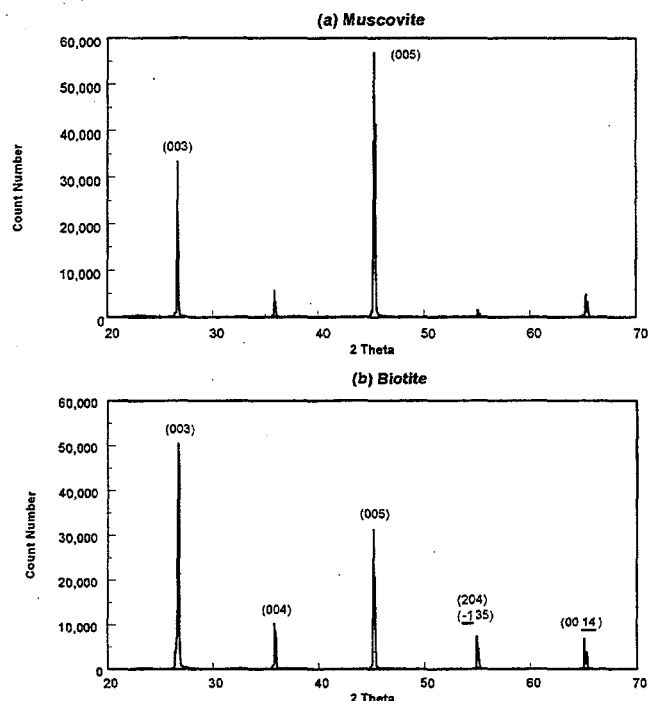 (a) Muscovite
60,000
50,000
40,000
30,000
20,000
10,000
0
Count Number
(003)
(005)
20 30 40 50 60 70
2 Theta
(b) Biotite
60,000
50,000
40,000
30,000
20,000
10,000
0
Count Number
(003)
(004)
(005)
(204)
(-135)
(00 14)
20 30 40 50 60 70
2 Theta